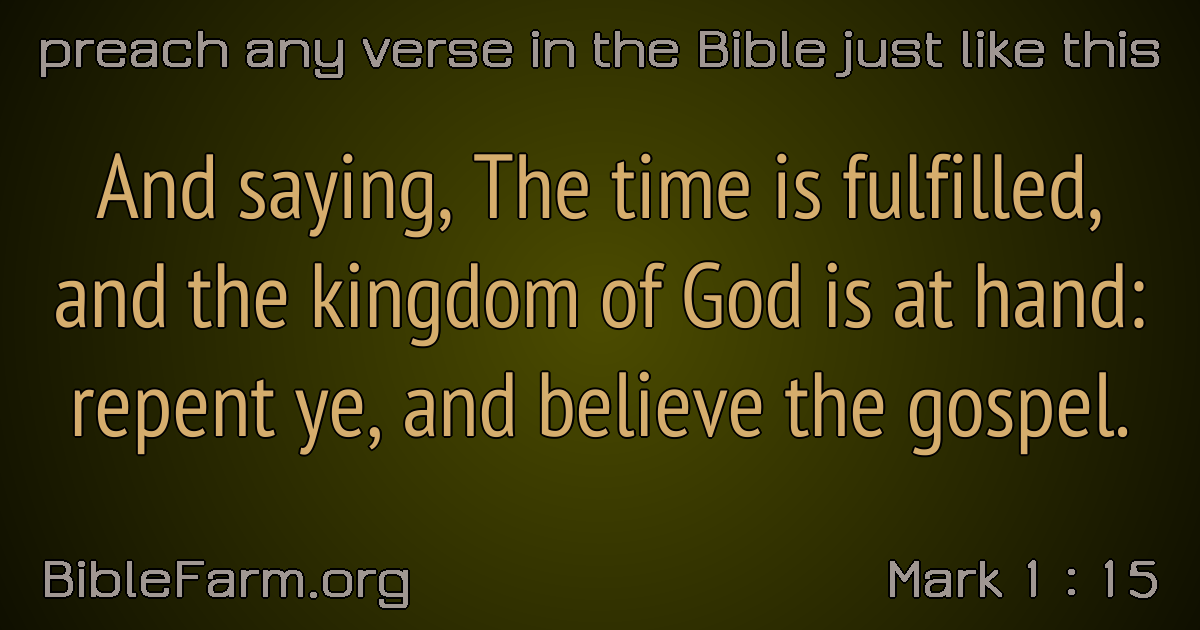 preach any verse in the Bible just like this
And saying, The time is fulfilled,
and the kingdom of God is at hand:
repent ye, and believe the gospel.
BibleFarm.org
Mark 1 : 15